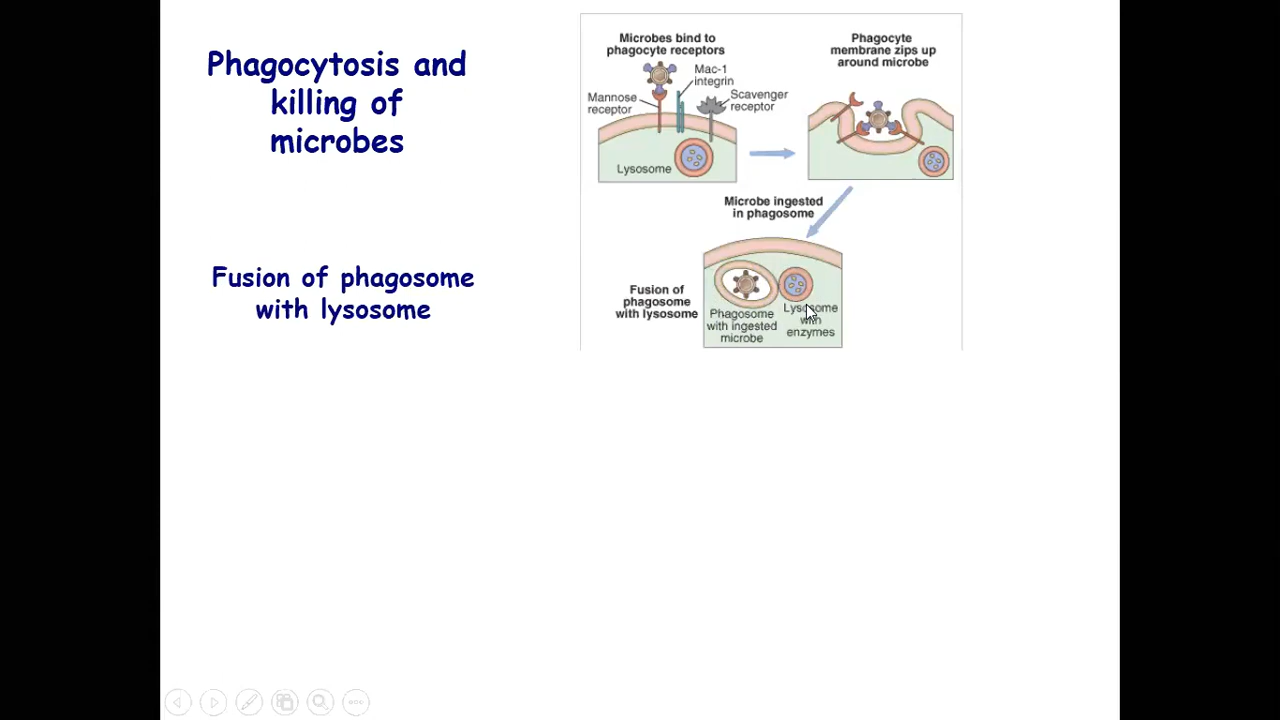 Phagocytosis and
killing of
microbes
Fusion of phagosome
with lysosome
Microbes bind to
phagocyte receptors
Mac-1
integrin
Mannose
receptor
Scavenger
receptor
Lysosome
Phagocyte
membrane zips up
around microbe
Microbe ingested
in phagosome
Fusion of
phagosome
with lysosome
Phagosome
with ingested
microbe
Lysosome
with
enzymes